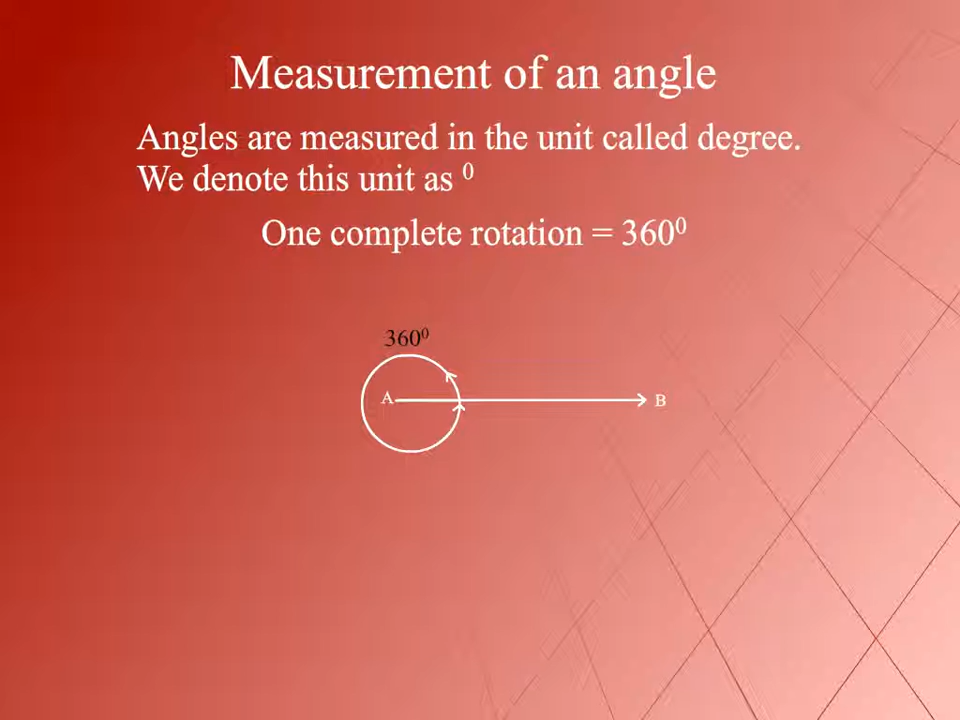 Measurement of an angle
Angles are measured in the unit called degree.
We denote this unit as ⁰
One complete rotation = 360⁰
360⁰
A
B